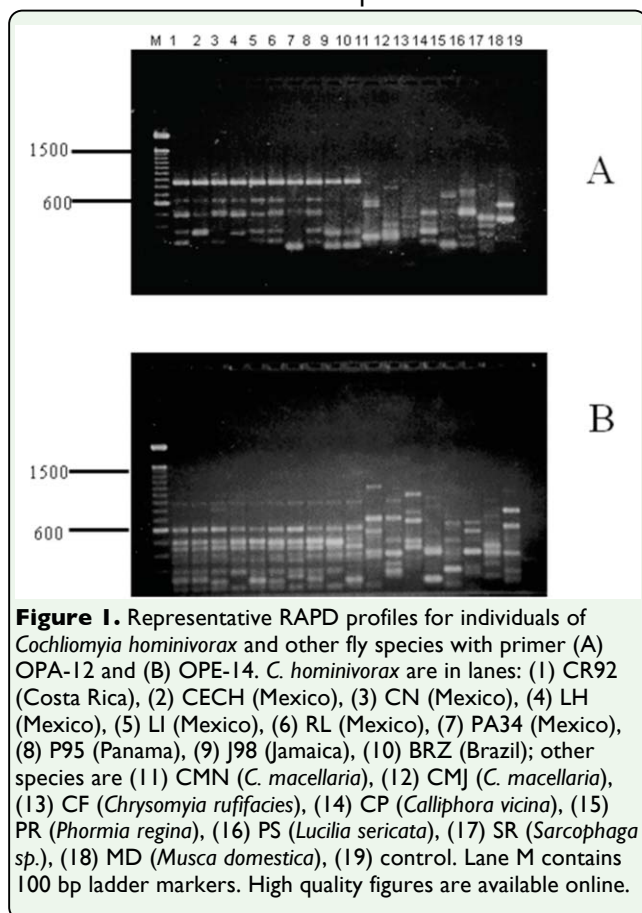 M 1 2 3 4 5 6 7 8 9 10 11 12 13 14 15 16 17 18 19
1500
A
600
B
1500
600
Figure 1. Representative RAPD profiles for individuals of
Cochliomyia hominivorax and other fly species with primer (A)
OPA-12 and (B) OPE-14. C. hominivorax are in lanes: (1) CR92
(Costa Rica), (2) CECH (Mexico), (3) CN (Mexico), (4) LH
(Mexico), (5) LI (Mexico), (6) RL (Mexico), (7) PA34 (Mexico),
(8) P95 (Panama), (9) J98 (Jamaica), (10) BRZ (Brazil); other
species are (11) CMN (C. macellaria), (12) CMJ (C. macellaria),
(13) CF (Chrysomyia rufifacies), (14) CP (Calliphora vicina), (15)
PR (Phormia regina), (16) PS (Lucilia sericata), (17) SR (Sarcophaga
sp.), (18) MD (Musca domestica), (19) control. Lane M contains
100 bp ladder markers. High quality figures are available online.